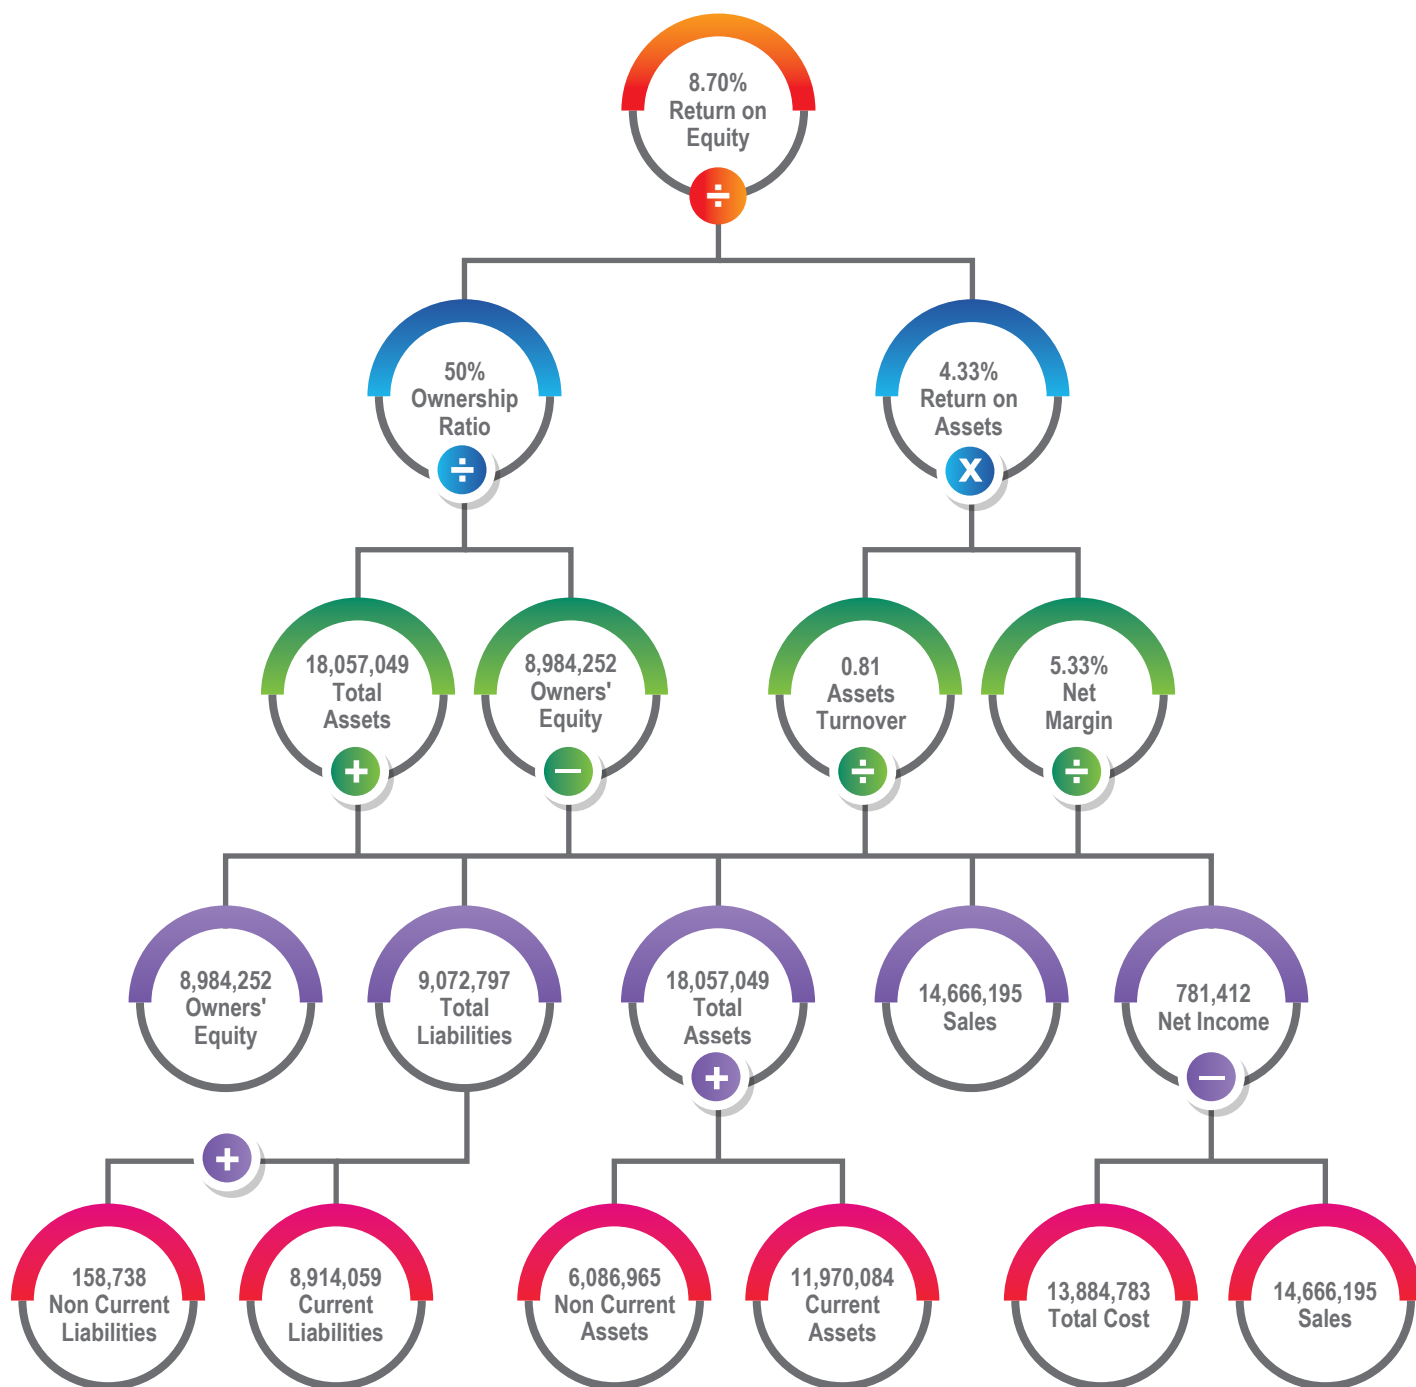 8.70%
Return on
Equity
÷
50%
Ownership
Ratio
÷
4.33%
Return on
Assets
X
18,057,049
Total
Assets
+
8,984,252
Owners'
Equity
—
0.81
Assets
Turnover
÷
5.33%
Net
Margin
÷
8,984,252
Owners'
Equity
9,072,797
Total
Liabilities
18,057,049
Total
Assets
+
14,666,195
Sales
781,412
Net Income
—
+
158,738
Non Current
Liabilities
8,914,059
Current
Liabilities
6,086,965
Non Current
Assets
11,970,084
Current
Assets
13,884,783
Total Cost
14,666,195
Sales